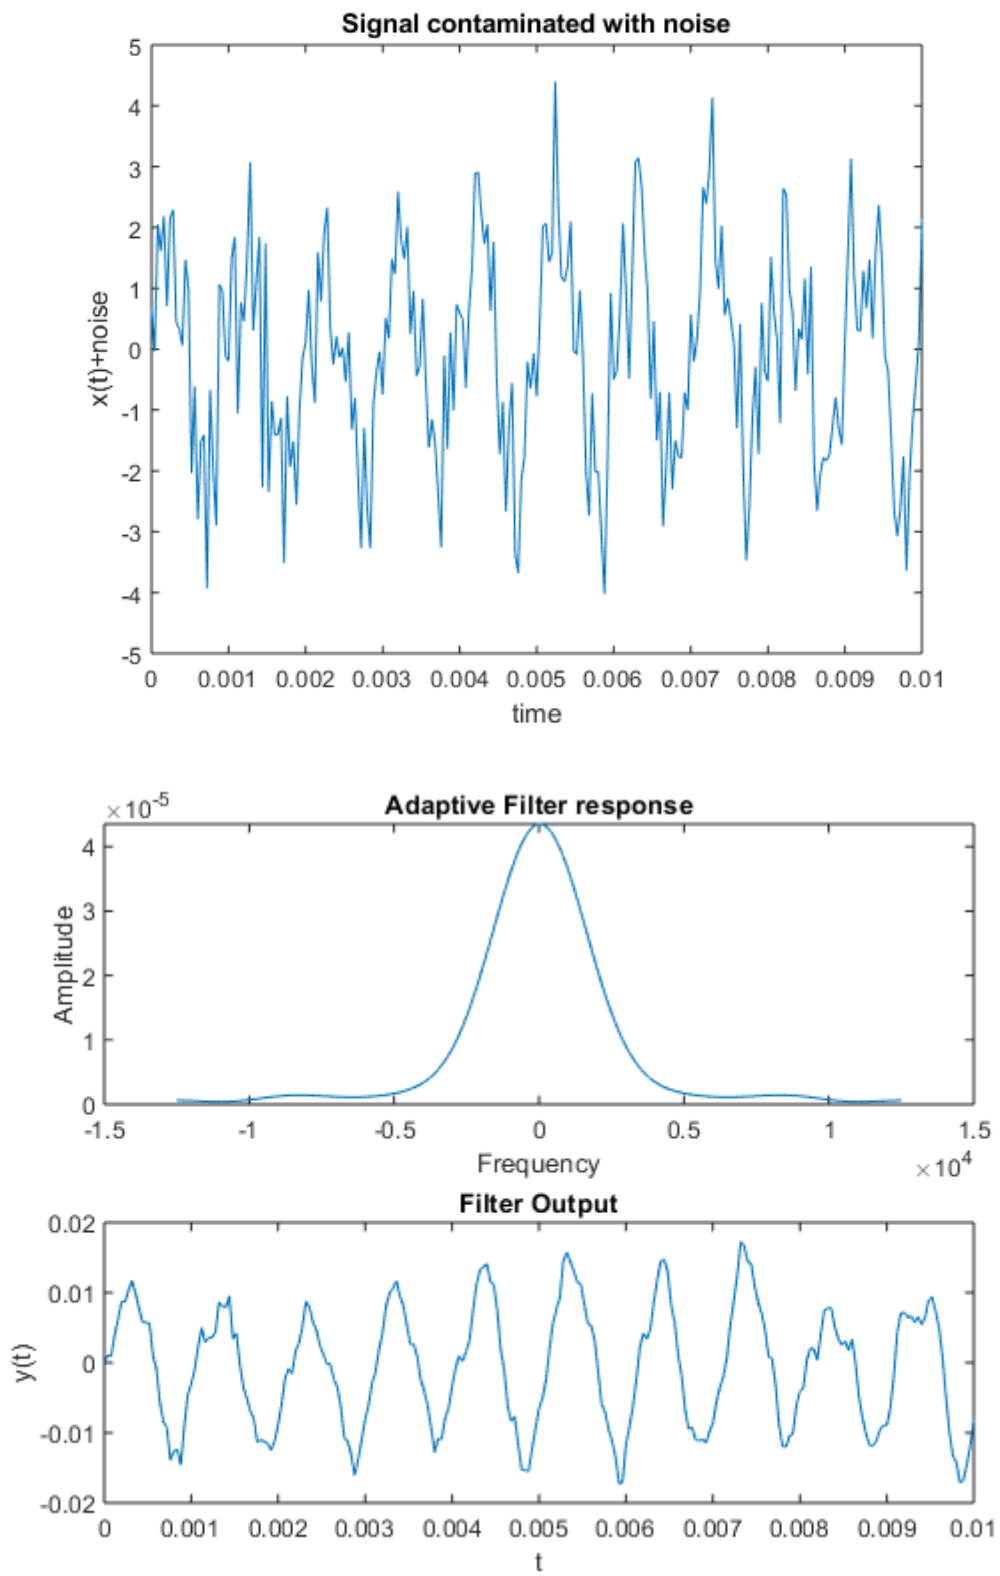 Signal contaminated with noise
5
4
3
2
1
0
-1
-2
-3
-4
-5
x(t)+noise
0 0.001 0.002 0.003 0.004 0.005 0.006 0.007 0.008 0.009 0.01
time
×10-5
Adaptive Filter response
4
3
2
1
0
Amplitude
-1.5 -1 -0.5 0 0.5 1 1.5
Frequency
×104
Filter Output
0.02
0.01
0
-0.01
-0.02
y(t)
0 0.001 0.002 0.003 0.004 0.005 0.006 0.007 0.008 0.009 0.01
t